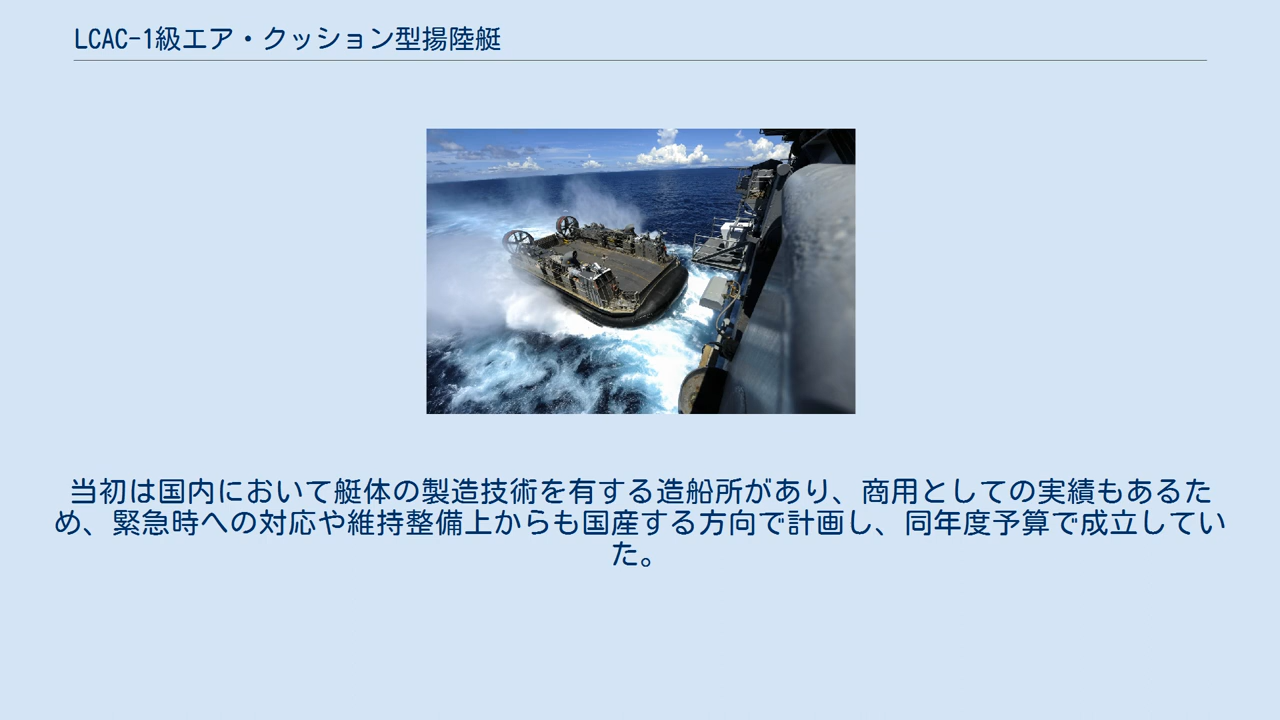 LCAC-1級エア・クッション型揚陸艇
当初は国内において艇体の製造技術を有する造船所があり、商用としての実績もあるた
め、緊急時への対応や維持整備上からも国産する方向で計画し、同年度予算で成立してい
た。